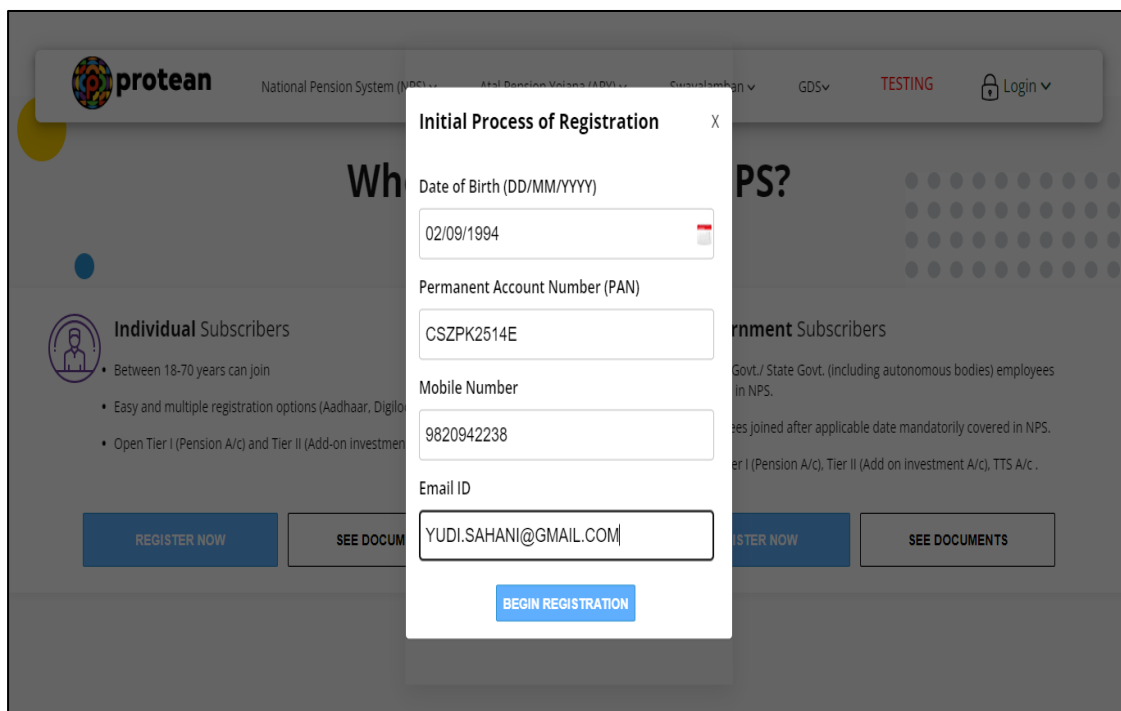 protean
National Pension System (NPS)
Atal Pension Yojana (APY)
Swavalamban
GDS
TESTING
Login
Initial Process of Registration X
Wh
PS?
Date of Birth (DD/MM/YYYY)
02/09/1994
Permanent Account Number (PAN)
CSZPK2514E
Mobile Number
9820942238
Email ID
YUDI.SAHANI@GMAIL.COM
BEGIN REGISTRATION
Individual Subscribers
• Between 18-70 years can join
• Easy and multiple registration options (Aadhaar, Digilo
• Open Tier I (Pension A/c) and Tier II (Add-on investmen
REGISTER NOW
SEE DOCUM
rnment Subscribers
Govt./ State Govt. (including autonomous bodies) employees
in NPS.
ees joined after applicable date mandatorily covered in NPS.
er I (Pension A/c), Tier II (Add on investment A/c), TTS A/c .
ISTER NOW
SEE DOCUMENTS